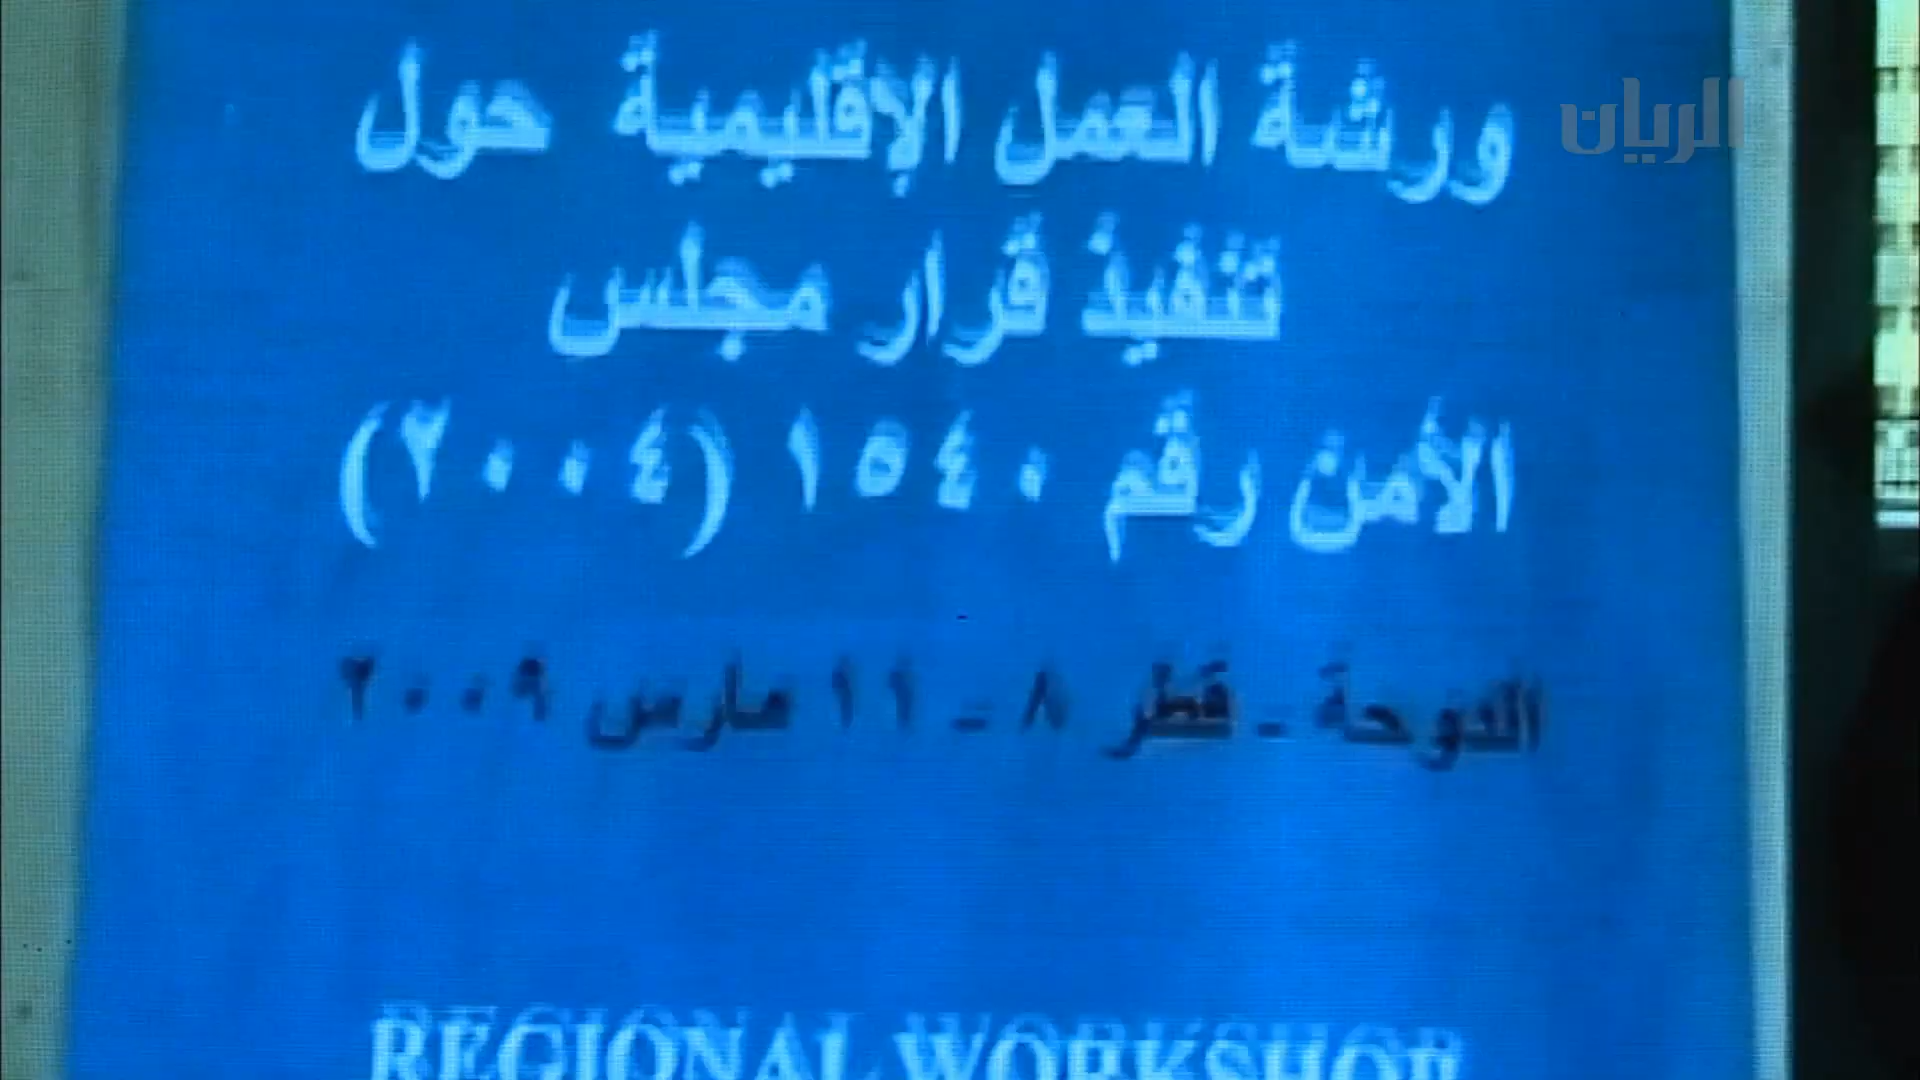 الريان
ورشة العمل الإقليمية حول
تنفيذ قرار مجلس
الأمن رقم ١٥٤٠ (٢٠٠٤)
الدوحة - قطر ٨ - ١١ مارس ٢٠٠٩
REGIONAL WORKSHOP